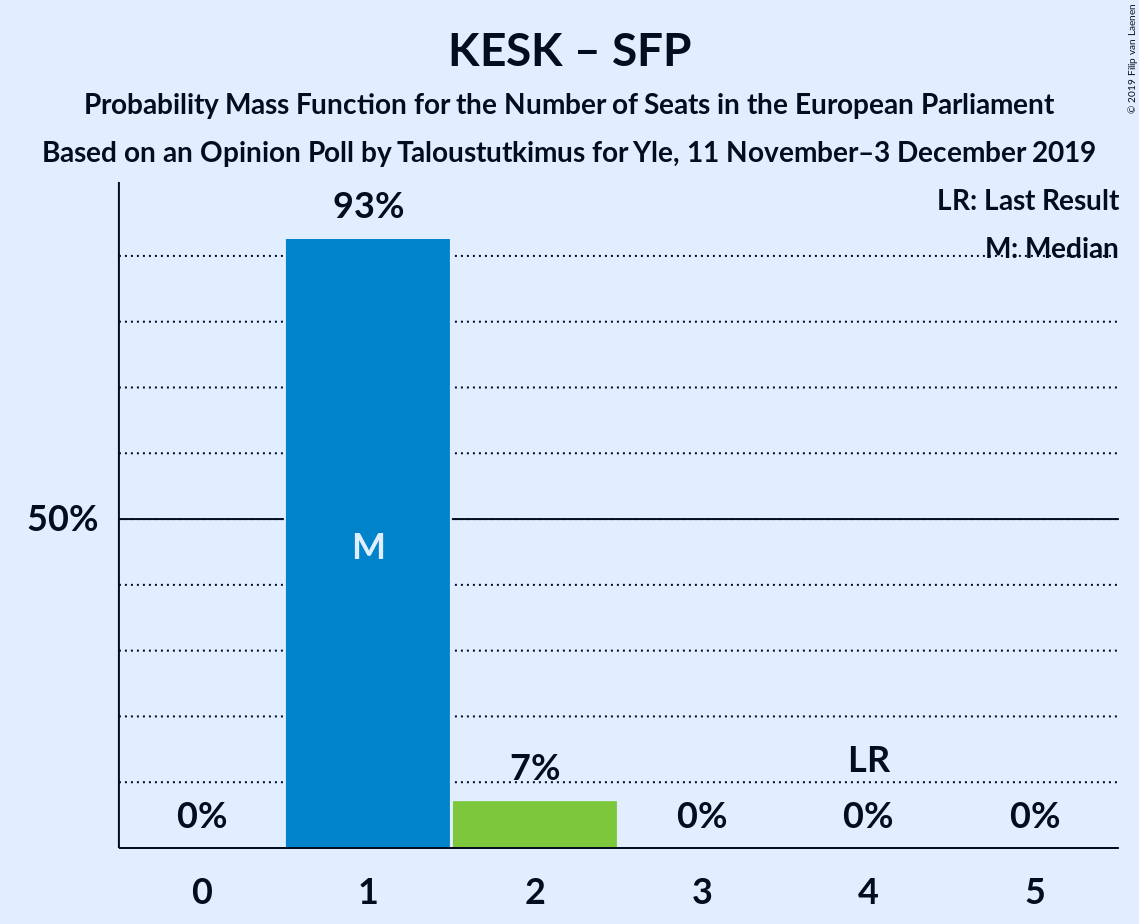 KESK – SFP
Probability Mass Function for the Number of Seats in the European Parliament
Based on an Opinion Poll by Taloustutkimus for Yle, 11 November–3 December 2019
© 2019 Filip van Laenen
LR: Last Result
M: Median
93%
50%
M
7%
LR
0%
0%
0%
0%
0 1 2 3 4 5